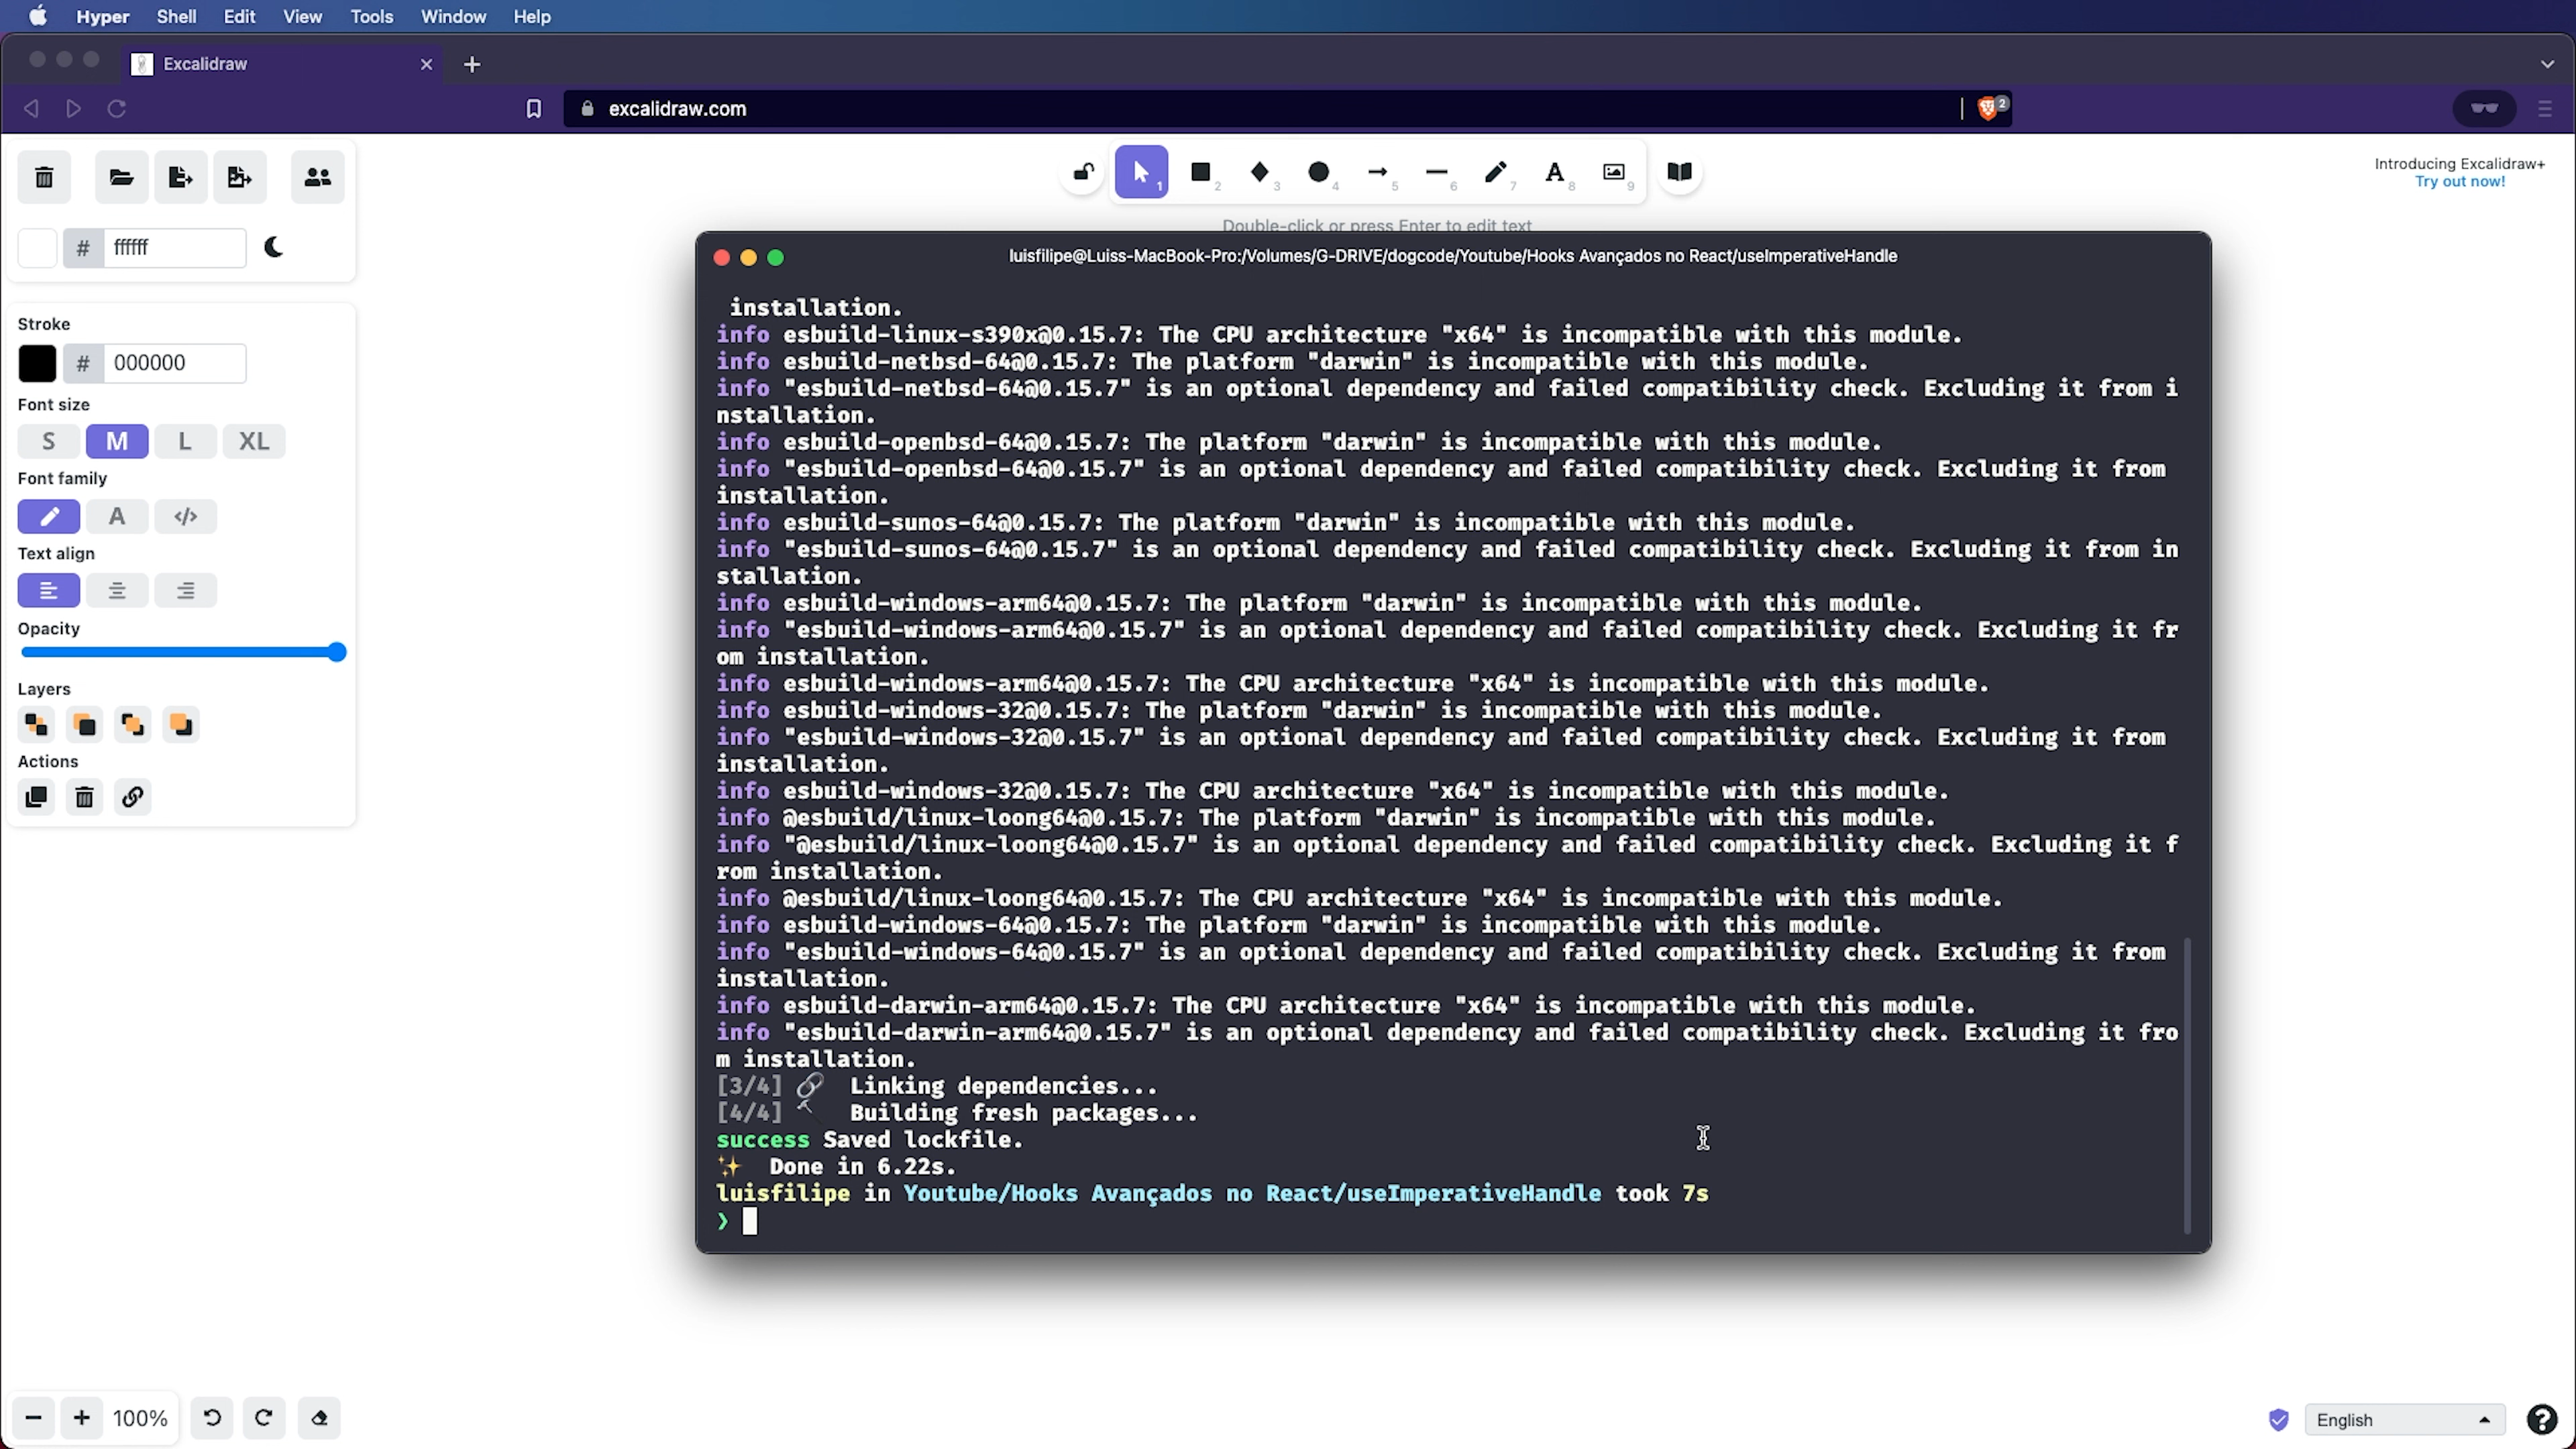 Hyper Shell Edit View Tools Window Help
Excalidraw
excalidraw.com
2
1 2 3 4 5 6 7 8 9
A
Introducing Excalidraw+
Try out now!
Double-click or press Enter to edit text
# ffffff
Stroke
# 000000
Font size
S M L XL
Font family
A </>
Text align
Opacity
Layers
Actions
luisfilipe@Luiss-MacBook-Pro:/Volumes/G-DRIVE/dogcode/Youtube/Hooks Avançados no React/useImperativeHandle
installation.
info esbuild-linux-s390x@0.15.7: The CPU architecture "x64" is incompatible with this module.
info esbuild-netbsd-64@0.15.7: The platform "darwin" is incompatible with this module.
info "esbuild-netbsd-64@0.15.7" is an optional dependency and failed compatibility check. Excluding it from i
nstallation.
info esbuild-openbsd-64@0.15.7: The platform "darwin" is incompatible with this module.
info "esbuild-openbsd-64@0.15.7" is an optional dependency and failed compatibility check. Excluding it from
installation.
info esbuild-sunos-64@0.15.7: The platform "darwin" is incompatible with this module.
info "esbuild-sunos-64@0.15.7" is an optional dependency and failed compatibility check. Excluding it from in
stallation.
info esbuild-windows-arm64@0.15.7: The platform "darwin" is incompatible with this module.
info "esbuild-windows-arm64@0.15.7" is an optional dependency and failed compatibility check. Excluding it fr
om installation.
info esbuild-windows-arm64@0.15.7: The CPU architecture "x64" is incompatible with this module.
info esbuild-windows-32@0.15.7: The platform "darwin" is incompatible with this module.
info "esbuild-windows-32@0.15.7" is an optional dependency and failed compatibility check. Excluding it from
installation.
info esbuild-windows-32@0.15.7: The CPU architecture "x64" is incompatible with this module.
info @esbuild/linux-loong64@0.15.7: The platform "darwin" is incompatible with this module.
info "@esbuild/linux-loong64@0.15.7" is an optional dependency and failed compatibility check. Excluding it f
rom installation.
info @esbuild/linux-loong64@0.15.7: The CPU architecture "x64" is incompatible with this module.
info esbuild-windows-64@0.15.7: The platform "darwin" is incompatible with this module.
info "esbuild-windows-64@0.15.7" is an optional dependency and failed compatibility check. Excluding it from
installation.
info esbuild-darwin-arm64@0.15.7: The CPU architecture "x64" is incompatible with this module.
info "esbuild-darwin-arm64@0.15.7" is an optional dependency and failed compatibility check. Excluding it fro
m installation.
[3/4] 🔗 Linking dependencies...
[4/4] 🔨 Building fresh packages...
success Saved lockfile.
✨ Done in 6.22s.
luisfilipe in Youtube/Hooks Avançados no React/useImperativeHandle took 7s
❯
100%
English
?